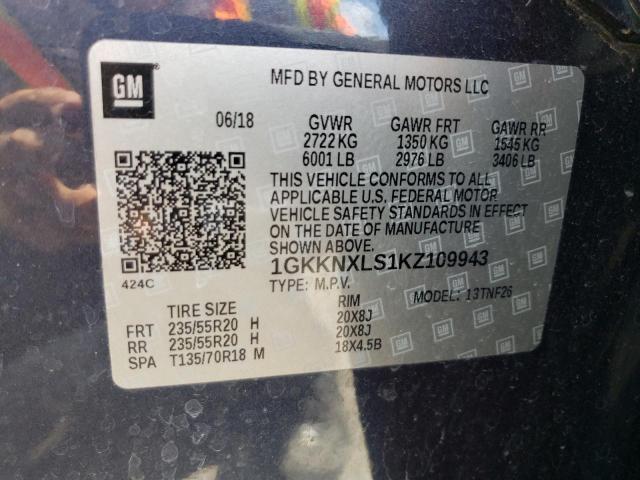 GM
MFD BY GENERAL MOTORS LLC
06/18 GVWR GAWR FRT GAWR RR
2722 KG 1350 KG 1545 KG
6001 LB 2976 LB 3406 LB
THIS VEHICLE CONFORMS TO ALL
APPLICABLE U.S. FEDERAL MOTOR
VEHICLE SAFETY STANDARDS IN EFFECT
ON THE DATE OF MANUFACTURE
SHOWN ABOVE.
424C
1GKKNXLS1KZ109943
TYPE: M.P.V. MODEL: 13TNF26
TIRE SIZE RIM
FRT 235/55R20 H 20X8J
RR 235/55R20 H 20X8J
SPA T135/70R18 M 18X4.5B